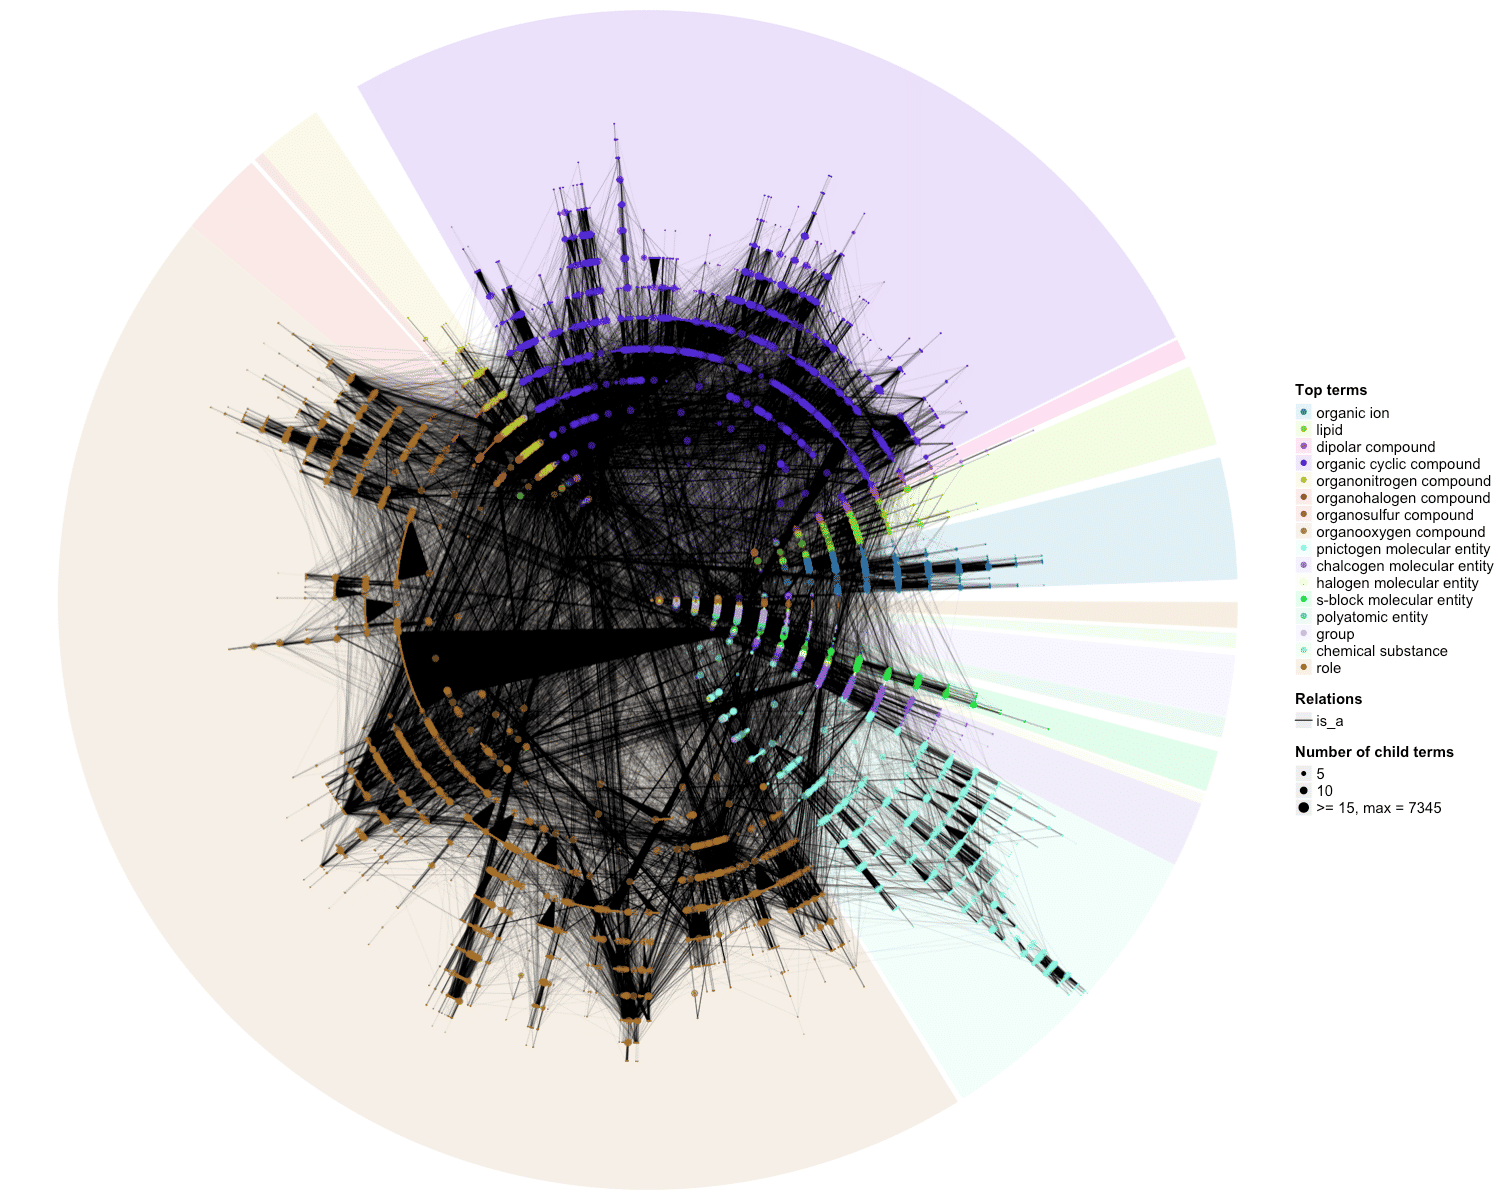 Top terms
organic ion
lipid
dipolar compound
organic cyclic compound
organonitrogen compound
organohalogen compound
organosulfur compound
organooxygen compound
pnictogen molecular entity
chalcogen molecular entity
halogen molecular entity
s-block molecular entity
polyatomic entity
group
chemical substance
role
Relations
is_a
Number of child terms
5
10
>= 15, max = 7345